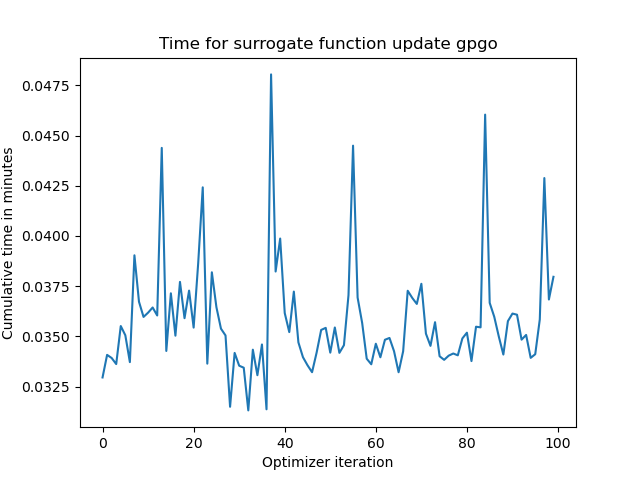 Time for surrogate function update gpgo
Cumulative time in minutes
0.0475
0.0450
0.0425
0.0400
0.0375
0.0350
0.0325
0 20 40 60 80 100
Optimizer iteration